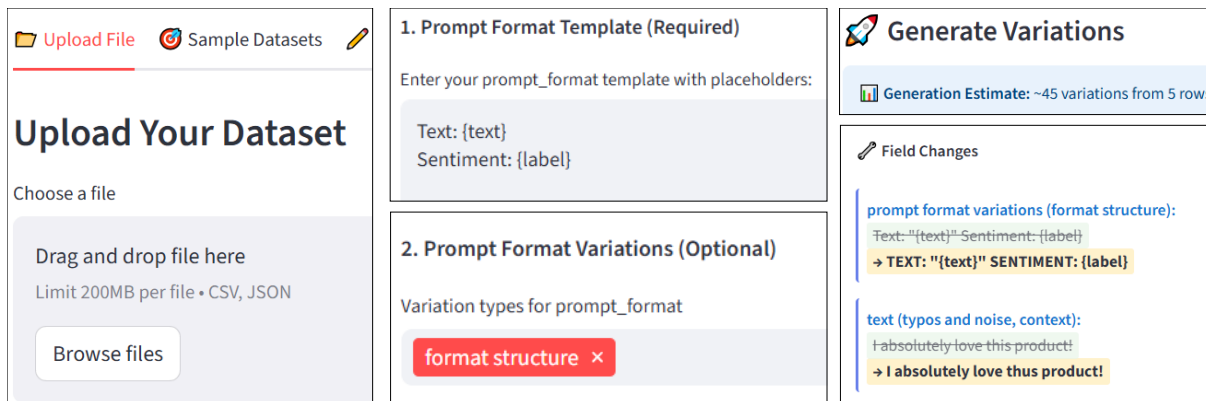 Upload File
Sample Datasets
Upload Your Dataset
Choose a file
Drag and drop file here
Limit 200MB per file • CSV, JSON
Browse files
1. Prompt Format Template (Required)
Enter your prompt_format template with placeholders:
Text: {text}
Sentiment: {label}
2. Prompt Format Variations (Optional)
Variation types for prompt_format
format structure ×
Generate Variations
Generation Estimate: ~45 variations from 5 rows
Field Changes
prompt format variations (format structure):
Text: "{text}" Sentiment: {label}
→ TEXT: "{text}" SENTIMENT: {label}
text (typos and noise, context):
I absolutely love this product!
→ I absolutely love thus product!